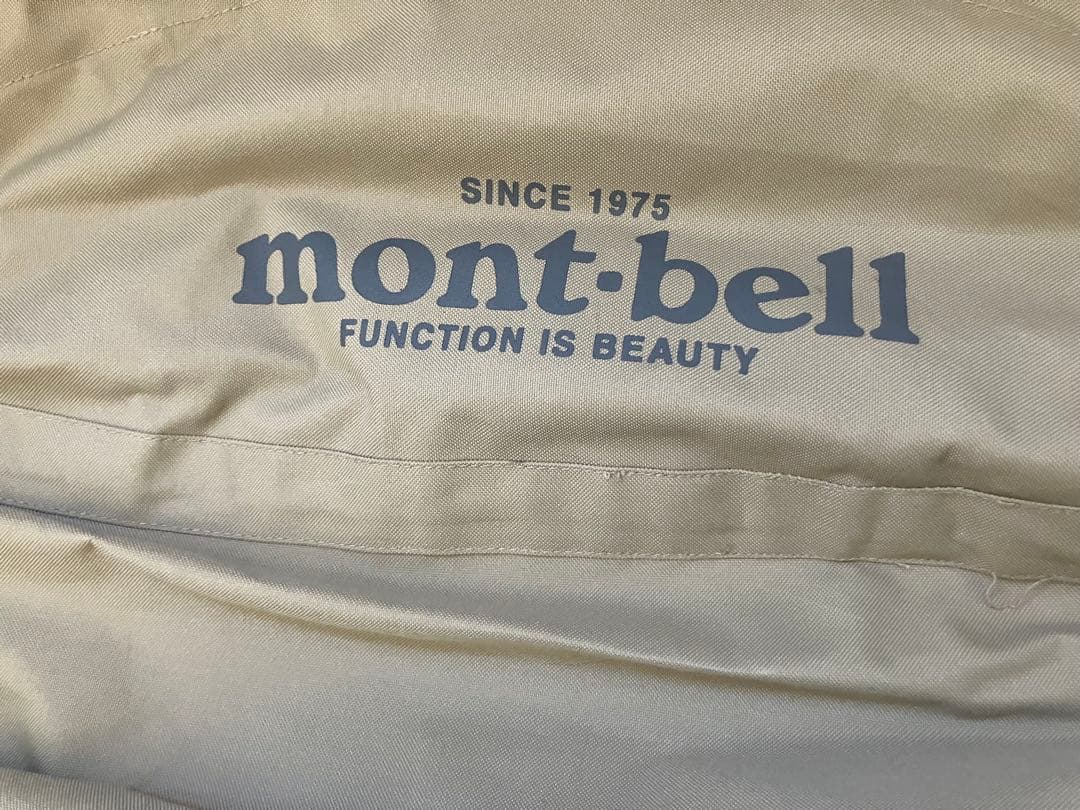 SINCE 1975
mont·bell
FUNCTION IS BEAUTY